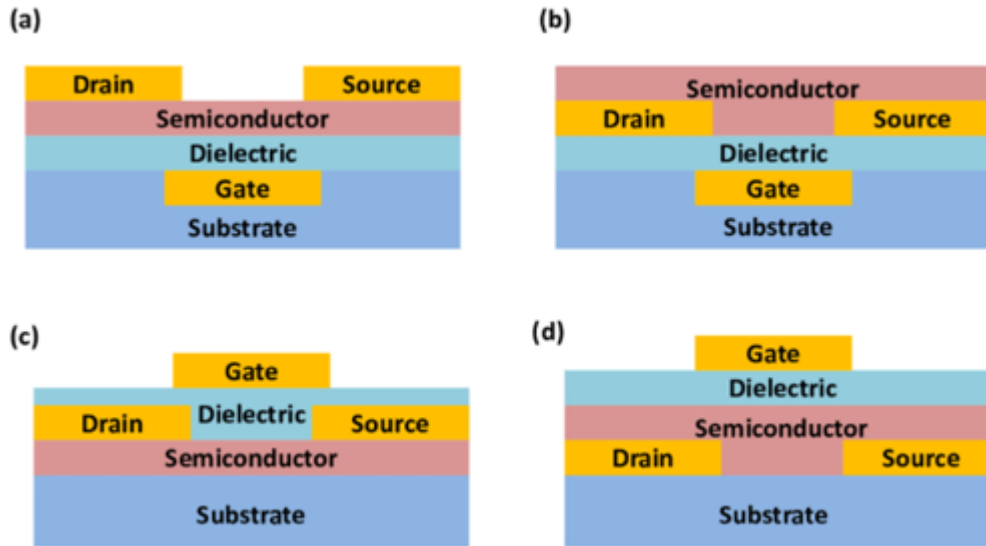 (a)
Drain Source
Semiconductor
Dielectric
Gate
Substrate
(b)
Semiconductor
Drain Source
Dielectric
Gate
Substrate
(c)
Gate
Dielectric
Drain Source
Semiconductor
Substrate
(d)
Gate
Dielectric
Semiconductor
Drain Source
Substrate